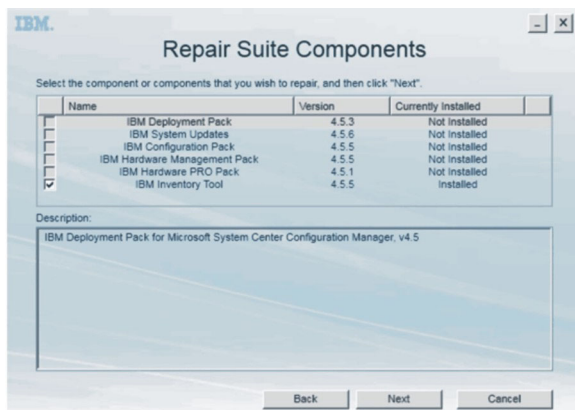 IBM.
Repair Suite Components
Select the component or components that you wish to repair, and then click "Next".
Name Version Currently Installed
IBM Deployment Pack 4.5.3 Not Installed
IBM System Updates 4.5.6 Not Installed
IBM Configuration Pack 4.5.5 Not Installed
IBM Hardware Management Pack 4.5.5 Not Installed
IBM Hardware PRO Pack 4.5.1 Not Installed
IBM Inventory Tool 4.5.5 Installed
Description:
IBM Deployment Pack for Microsoft System Center Configuration Manager, v4.5
Back Next Cancel